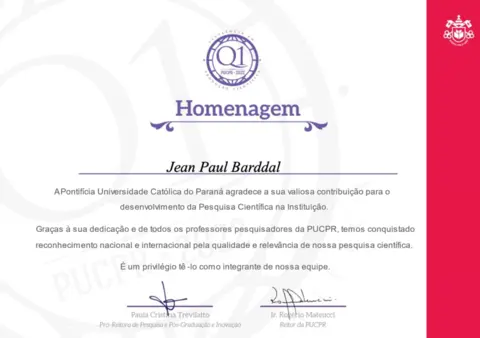 Q1
PUCPR - 2022
Homenagem
Jean Paul Barddal
A Pontifícia Universidade Católica do Paraná agradece a sua valiosa contribuição para o
desenvolvimento da Pesquisa Científica na Instituição.
Graças à sua dedicação e de todos os professores pesquisadores da PUCPR, temos conquistado
reconhecimento nacional e internacional pela qualidade e relevância de nossa pesquisa científica.
É um privilégio tê -lo como integrante de nossa equipe.
Paula Cristina Trevilatto
Ir. Rogério Mateucci
Pró-Reitora de Pesquisa e Pós-Graduação e Inovação
Reitor da PUCPR